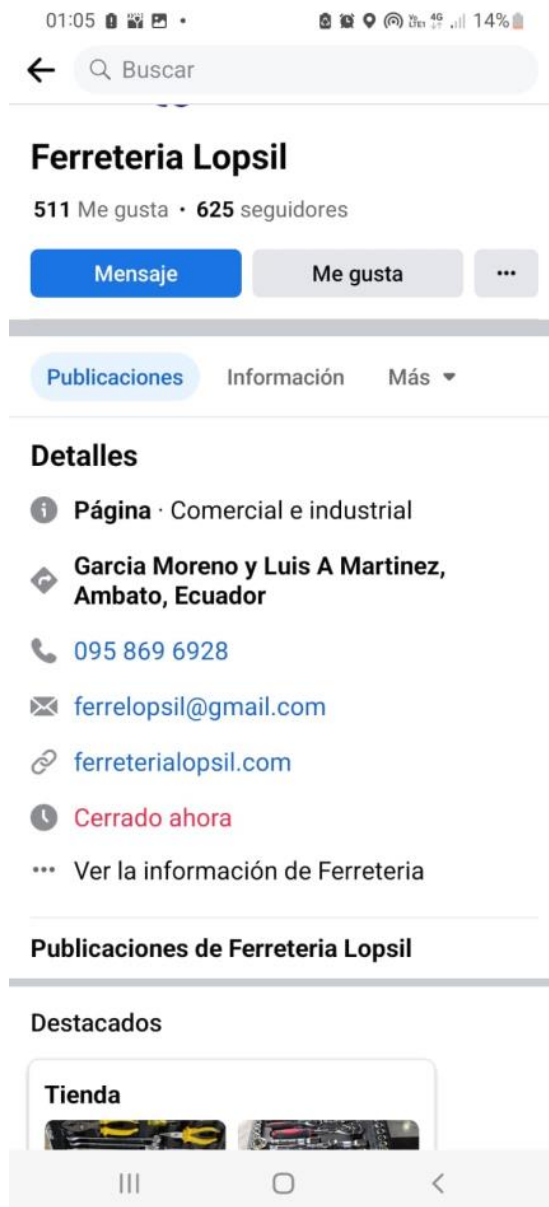 01:05
4G
14%
Buscar
Ferreteria Lopsil
511 Me gusta · 625 seguidores
Mensaje
Me gusta
Publicaciones
Información
Más
Detalles
Página · Comercial e industrial
Garcia Moreno y Luis A Martinez,
Ambato, Ecuador
095 869 6928
ferrelopsil@gmail.com
ferreterialopsil.com
Cerrado ahora
Ver la información de Ferreteria
Publicaciones de Ferreteria Lopsil
Destacados
Tienda